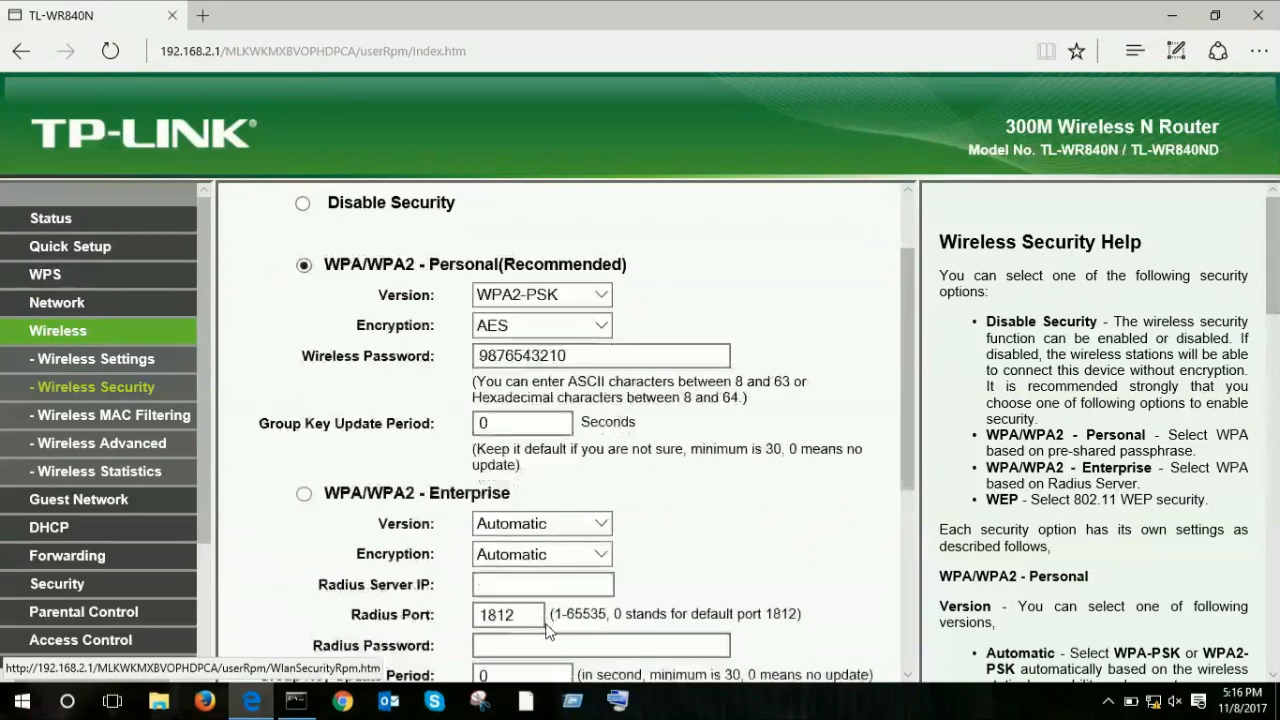 TL-WR840N
192.168.2.1/MLKWKMXBVOPHDPCA/userRpm/Index.htm
TP-LINK®
300M Wireless N Router
Model No. TL-WR840N / TL-WR840ND
Status
Quick Setup
WPS
Network
Wireless
- Wireless Settings
- Wireless Security
- Wireless MAC Filtering
- Wireless Advanced
- Wireless Statistics
Guest Network
DHCP
Forwarding
Security
Parental Control
Access Control
Disable Security
WPA/WPA2 - Personal(Recommended)
Version: WPA2-PSK
Encryption: AES
Wireless Password: 9876543210
(You can enter ASCII characters between 8 and 63 or
Hexadecimal characters between 8 and 64.)
Group Key Update Period: 0 Seconds
(Keep it default if you are not sure, minimum is 30, 0 means no
update)
WPA/WPA2 - Enterprise
Version: Automatic
Encryption: Automatic
Radius Server IP:
Radius Port: 1812 (1-65535, 0 stands for default port 1812)
Radius Password:
Group Key Update Period: 0 (in second, minimum is 30, 0 means no update)
Wireless Security Help
You can select one of the following security
options:
• Disable Security - The wireless security
function can be enabled or disabled. If
disabled, the wireless stations will be able
to connect this device without encryption.
It is recommended strongly that you
choose one of following options to enable
security.
• WPA/WPA2 - Personal - Select WPA
based on pre-shared passphrase.
• WPA/WPA2 - Enterprise - Select WPA
based on Radius Server.
• WEP - Select 802.11 WEP security.
Each security option has its own settings as
described follows,
WPA/WPA2 - Personal
Version - You can select one of following
versions,
• Automatic - Select WPA-PSK or WPA2-
PSK automatically based on the wireless
http://192.168.2.1/MLKWKMXBVOPHDPCA/userRpm/WlanSecurityRpm.htm
5:16 PM
11/8/2017